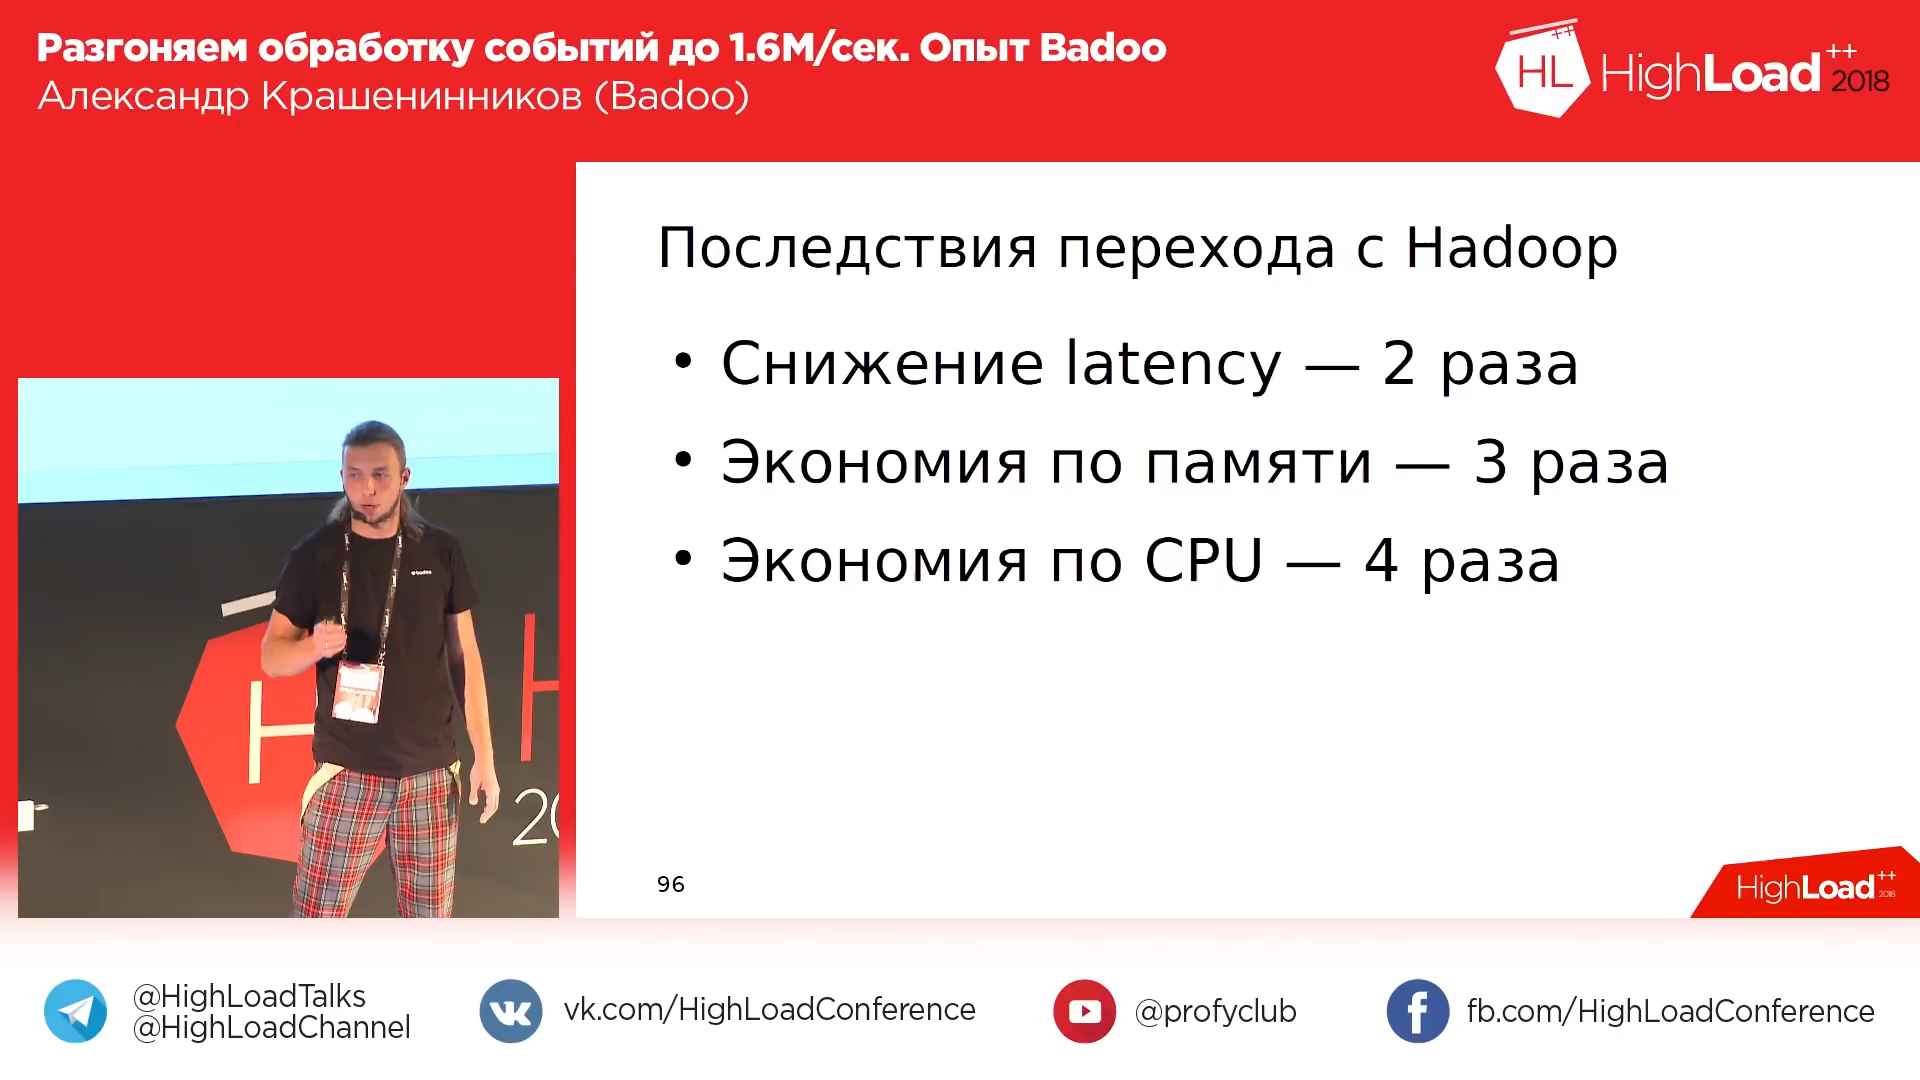 Разгоняем обработку событий до 1.6М/сек. Опыт Badoo
Александр Крашенинников (Badoo)
HL ++
HighLoad ++ 2018
Последствия перехода с Hadoop
• Снижение latency — 2 раза
• Экономия по памяти — 3 раза
• Экономия по CPU — 4 раза
badoo
H
H
20
96
HighLoad ++ 2018
@HighLoadTalks
@HighLoadChannel
vk.com/HighLoadConference
@profyclub
fb.com/HighLoadConference